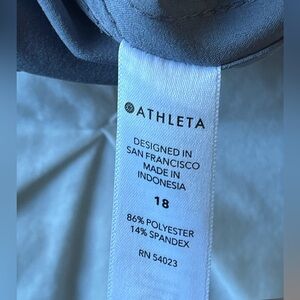 ATHLETA
DESIGNED IN
SAN FRANCISCO
MADE IN
INDONESIA
18
86% POLYESTER
14% SPANDEX
RN 54023